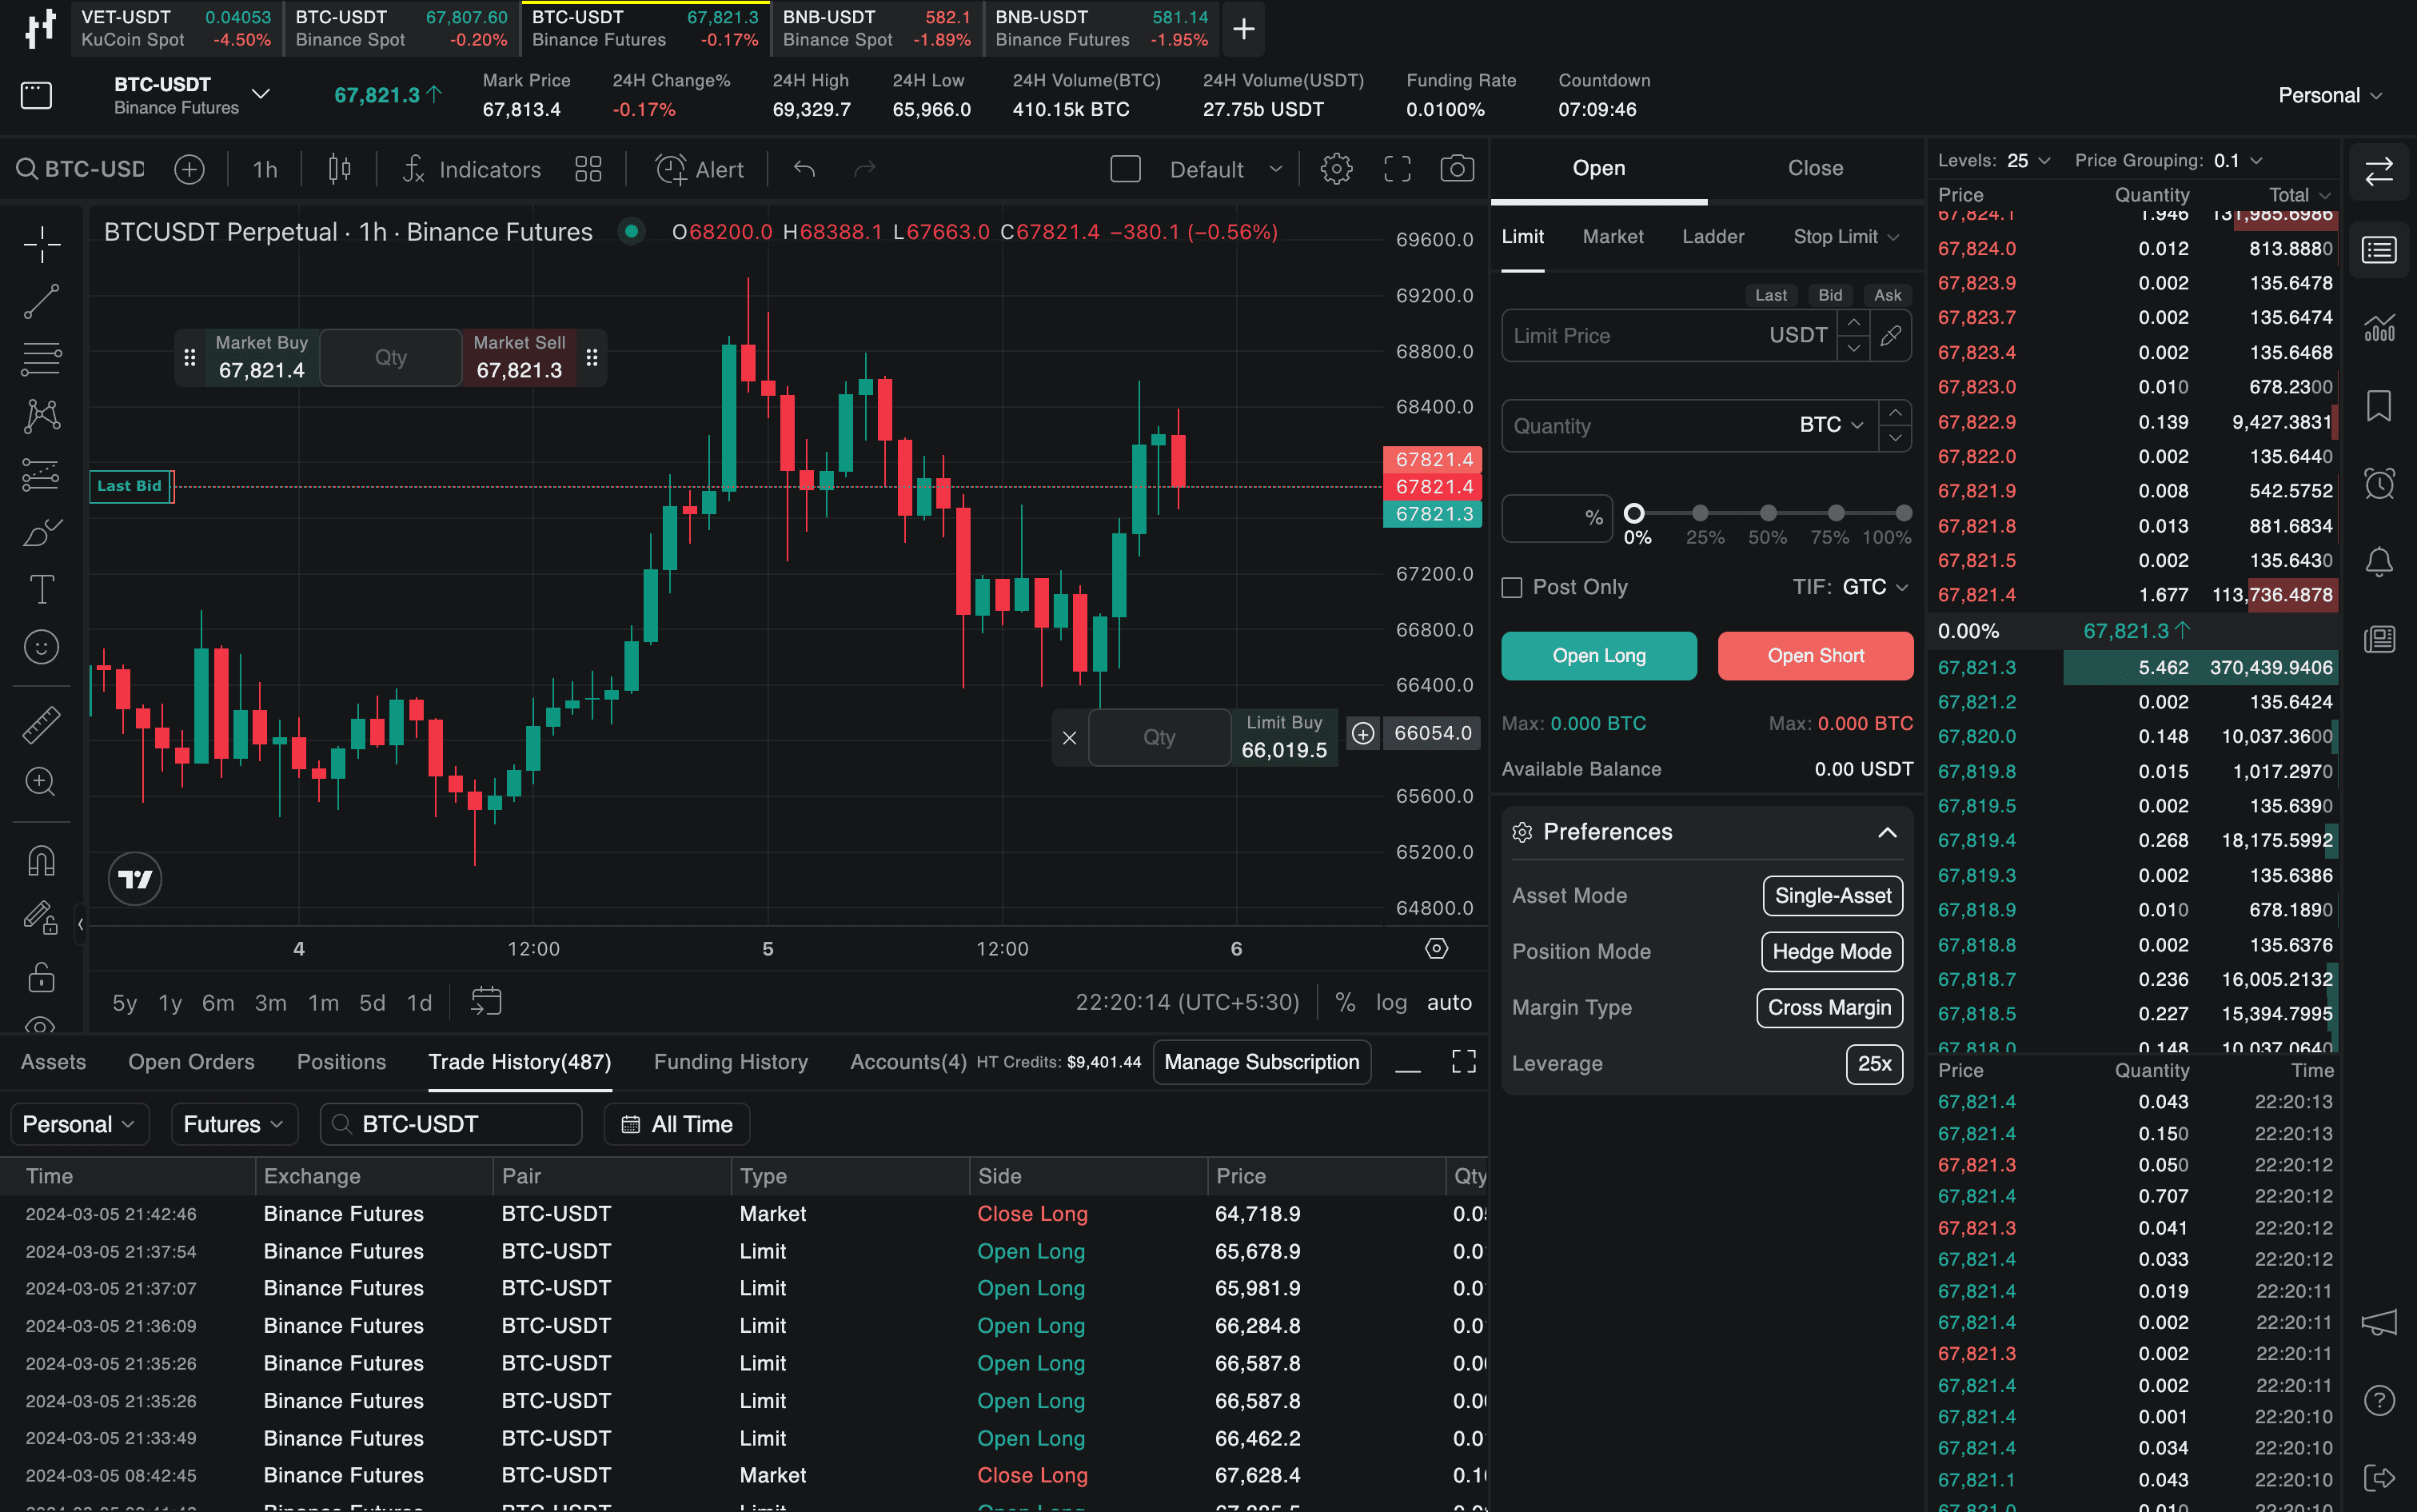 VET-USDT 0.04053 BTC-USDT 67,807.60 BTC-USDT 67,821.3 BNB-USDT 582.1 BNB-USDT 581.14
KuCoin Spot -4.50% Binance Spot -0.20% Binance Futures -0.17% Binance Spot -1.89% Binance Futures -1.95%
BTC-USDT
Binance Futures
67,821.3↑
Mark Price 24H Change% 24H High 24H Low 24H Volume(BTC) 24H Volume(USDT) Funding Rate Countdown
67,813.4 -0.17% 69,329.7 65,966.0 410.15k BTC 27.75b USDT 0.0100% 07:09:46
Personal
BTC-USD 1h Indicators Alert Default
BTCUSDT Perpetual · 1h · Binance Futures O68200.0 H68388.1 L67663.0 C67821.4 −380.1 (−0.56%)
Market Buy
67,821.4
Qty
Market Sell
67,821.3
Last Bid
69600.0
69200.0
68800.0
68400.0
67821.4
67821.4
67821.3
67200.0
66800.0
66400.0
66054.0
65600.0
65200.0
64800.0
Qty
Limit Buy
66,019.5
4 12:00 5 12:00 6
5y 1y 6m 3m 1m 5d 1d 22:20:14 (UTC+5:30) % log auto
Open Close
Limit Market Ladder Stop Limit
Last Bid Ask
Limit Price USDT
Quantity BTC
% 0% 25% 50% 75% 100%
Post Only TIF: GTC
Open Long Open Short
Max: 0.000 BTC Max: 0.000 BTC
Available Balance 0.00 USDT
Preferences
Asset Mode Single-Asset
Position Mode Hedge Mode
Margin Type Cross Margin
Leverage 25x
Levels: 25 Price Grouping: 0.1
Price Quantity Total
67,824.1 1.946 131,985.6986
67,824.0 0.012 813.8880
67,823.9 0.002 135.6478
67,823.7 0.002 135.6474
67,823.4 0.002 135.6468
67,823.0 0.010 678.2300
67,822.9 0.139 9,427.3831
67,822.0 0.002 135.6440
67,821.9 0.008 542.5752
67,821.8 0.013 881.6834
67,821.5 0.002 135.6430
67,821.4 1.677 113,736.4878
0.00% 67,821.3↑
67,821.3 5.462 370,439.9406
67,821.2 0.002 135.6424
67,820.0 0.148 10,037.3600
67,819.8 0.015 1,017.2970
67,819.5 0.002 135.6390
67,819.4 0.268 18,175.5992
67,819.3 0.002 135.6386
67,818.9 0.010 678.1890
67,818.8 0.002 135.6376
67,818.7 0.236 16,005.2132
67,818.5 0.227 15,394.7995
67,818.0 0.148 10,037.0640
Price Quantity Time
67,821.4 0.043 22:20:13
67,821.4 0.150 22:20:13
67,821.3 0.050 22:20:12
67,821.4 0.707 22:20:12
67,821.3 0.041 22:20:12
67,821.4 0.033 22:20:12
67,821.4 0.019 22:20:11
67,821.4 0.002 22:20:11
67,821.3 0.002 22:20:11
67,821.4 0.002 22:20:11
67,821.4 0.001 22:20:10
67,821.4 0.034 22:20:10
67,821.1 0.043 22:20:10
67,821.0 0.010 22:20:10
Assets Open Orders Positions Trade History(487) Funding History Accounts(4) HT Credits: $9,401.44 Manage Subscription
Personal Futures BTC-USDT All Time
Time Exchange Pair Type Side Price Qty
2024-03-05 21:42:46 Binance Futures BTC-USDT Market Close Long 64,718.9
2024-03-05 21:37:54 Binance Futures BTC-USDT Limit Open Long 65,678.9
2024-03-05 21:37:07 Binance Futures BTC-USDT Limit Open Long 65,981.9
2024-03-05 21:36:09 Binance Futures BTC-USDT Limit Open Long 66,284.8
2024-03-05 21:35:26 Binance Futures BTC-USDT Limit Open Long 66,587.8
2024-03-05 21:35:26 Binance Futures BTC-USDT Limit Open Long 66,587.8
2024-03-05 21:33:49 Binance Futures BTC-USDT Limit Open Long 66,462.2
2024-03-05 08:42:45 Binance Futures BTC-USDT Market Close Long 67,628.4
Binance Futures BTC-USDT Limit Open Long